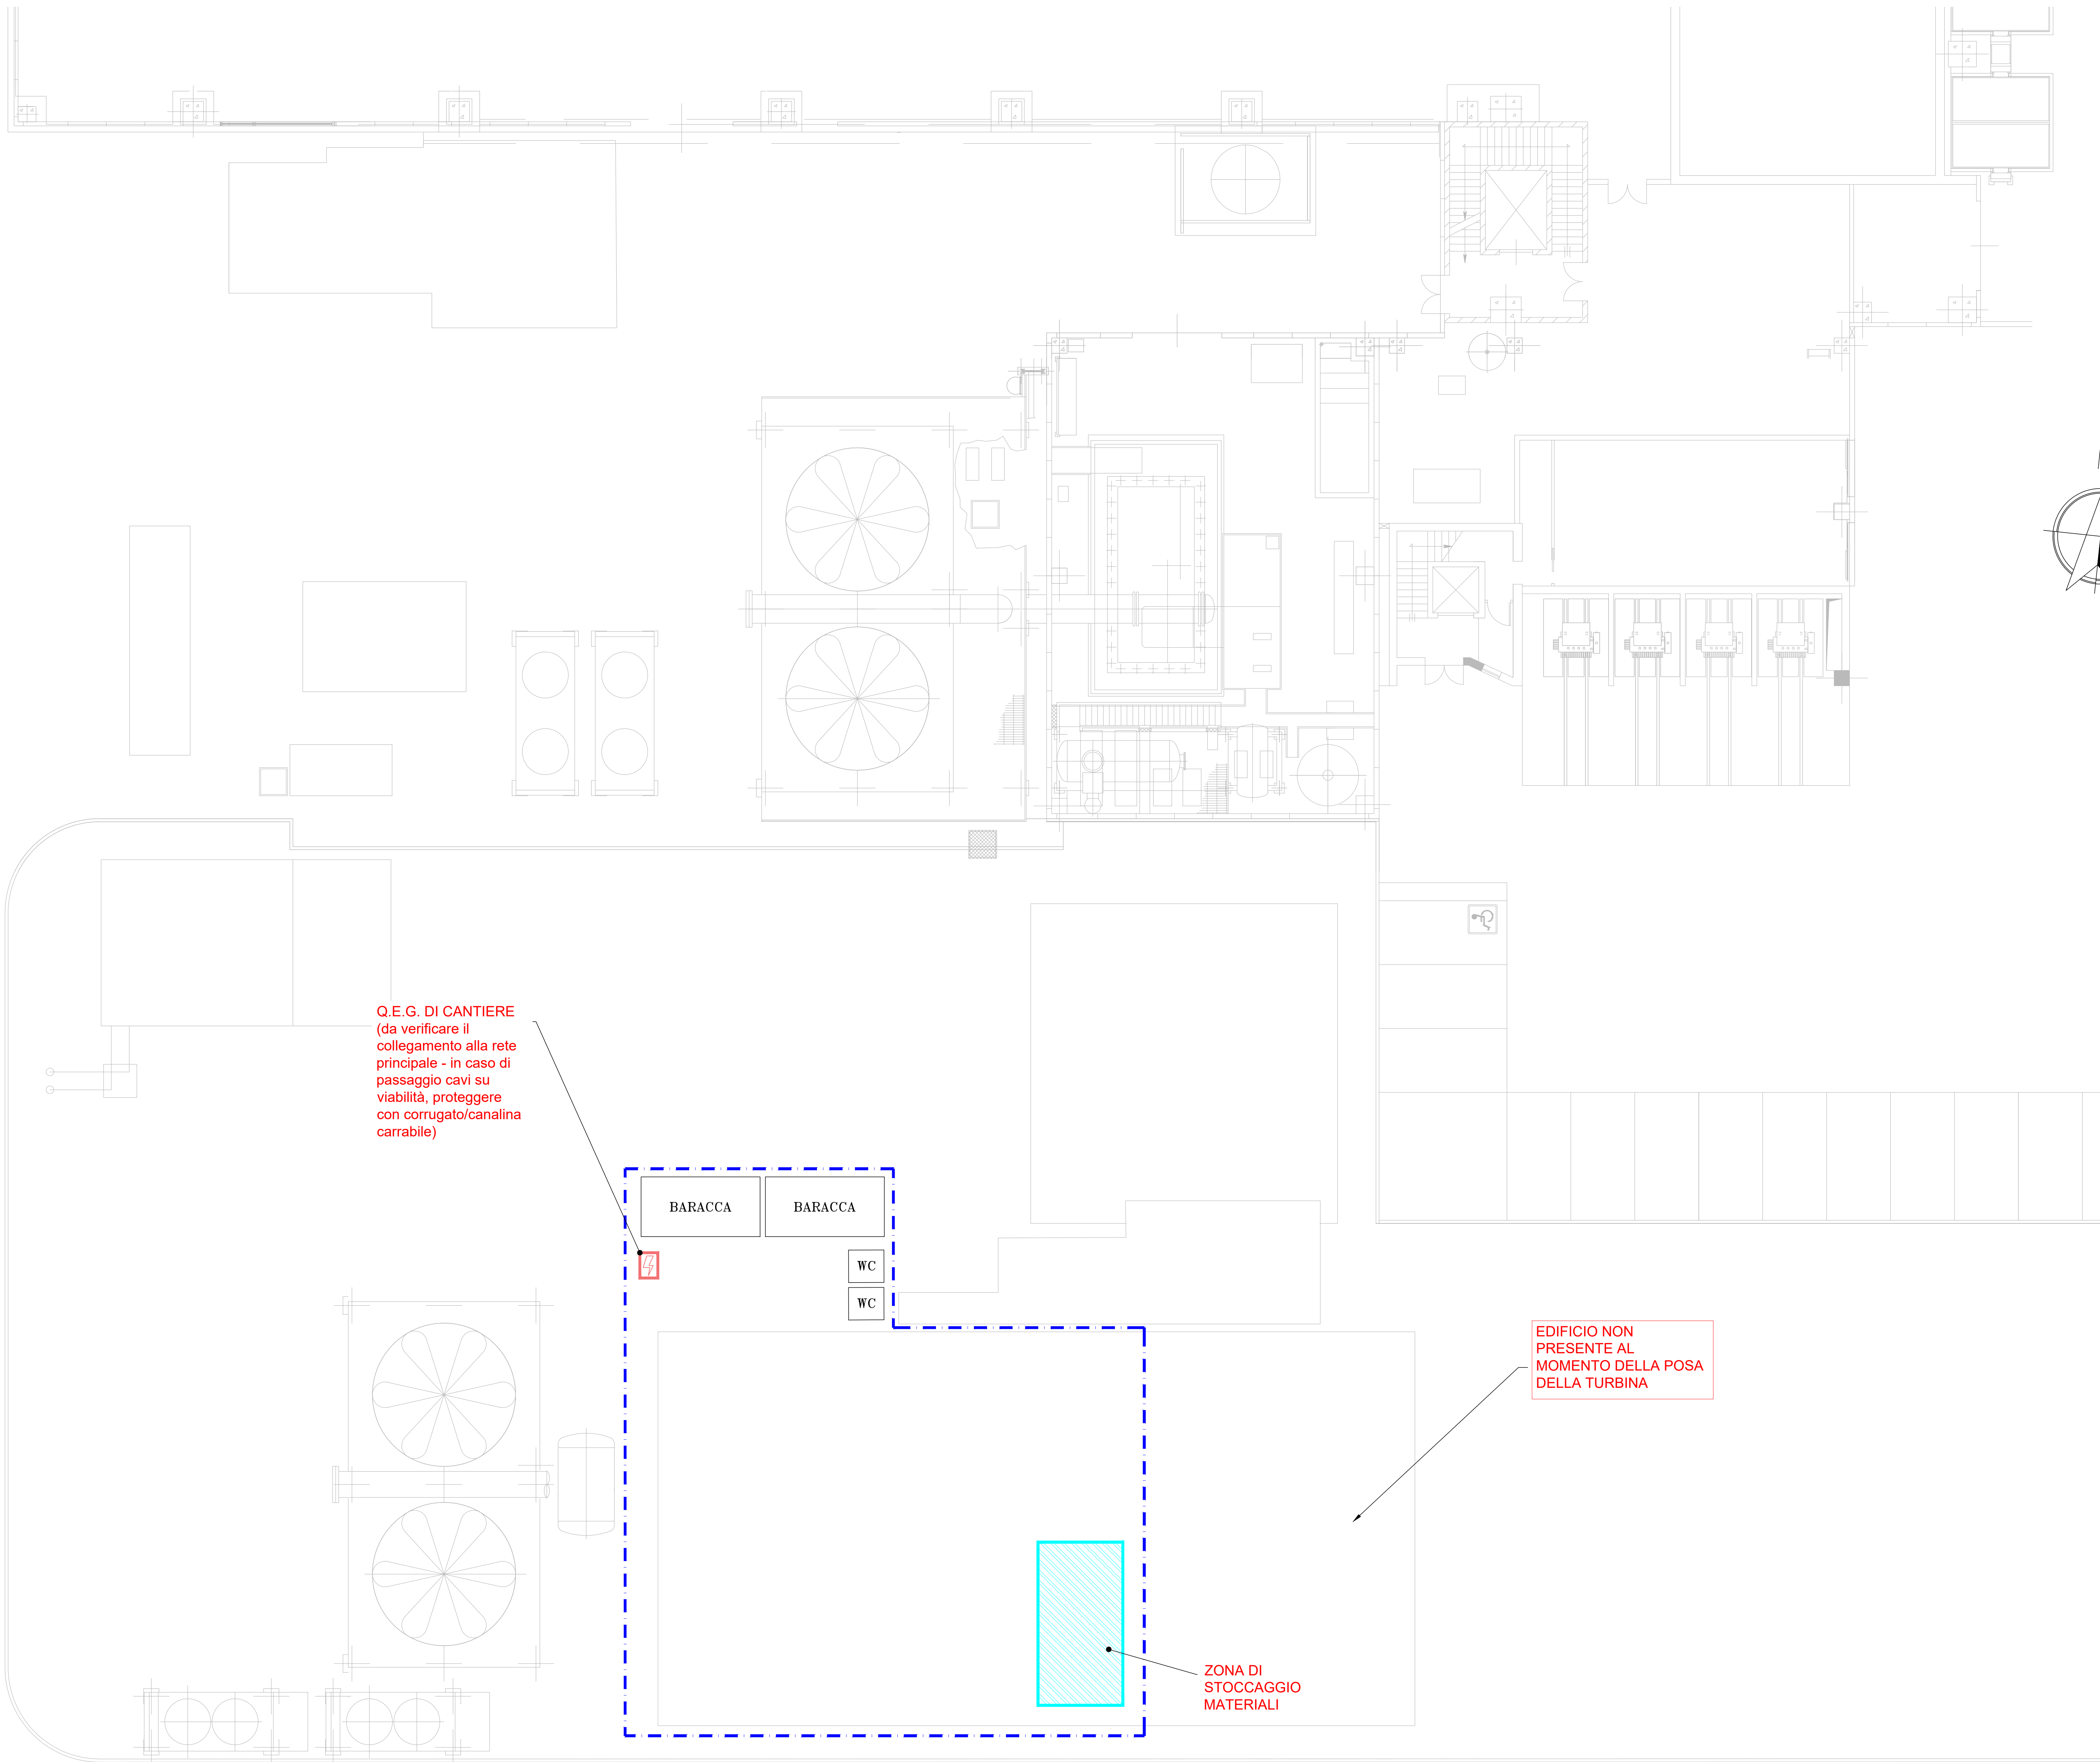 Q.E.G. DI CANTIERE
(da verificare il
collegamento alla rete
principale - in caso di
passaggio cavi su
viabilità, proteggere
con corrugato/canalina
carrabile)
BARACCA
BARACCA
WC
WC
EDIFICIO NON
PRESENTE AL
MOMENTO DELLA POSA
DELLA TURBINA
ZONA DI
STOCCAGGIO
MATERIALI